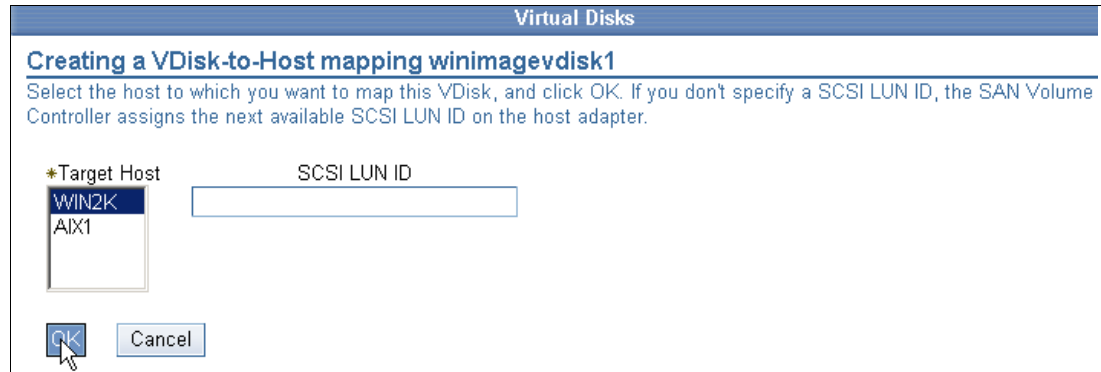 Virtual Disks
Creating a VDisk-to-Host mapping winimagevdisk1
Select the host to which you want to map this VDisk, and click OK. If you don't specify a SCSI LUN ID, the SAN Volume
Controller assigns the next available SCSI LUN ID on the host adapter.
*Target Host SCSI LUN ID
WIN2K
AIX1
OK Cancel